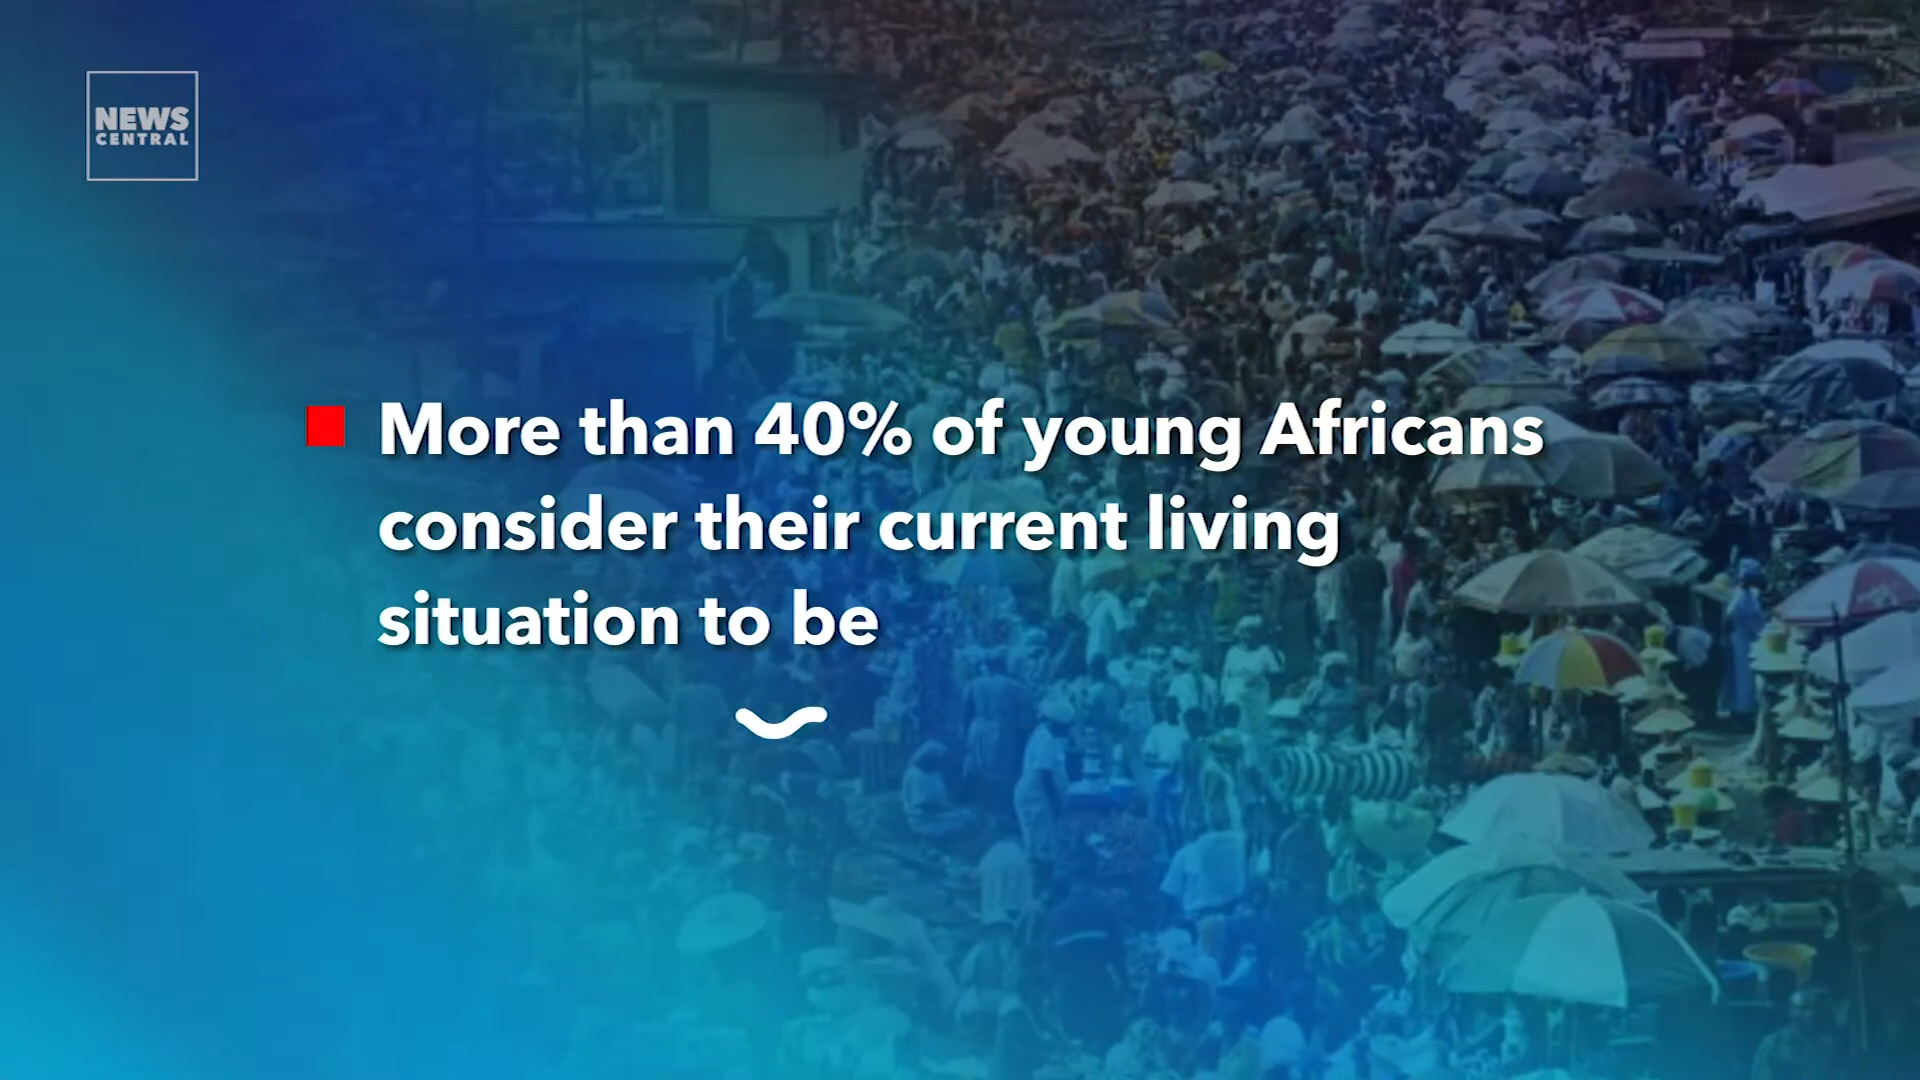 NEWS
CENTRAL
More than 40% of young Africans
consider their current living
situation to be